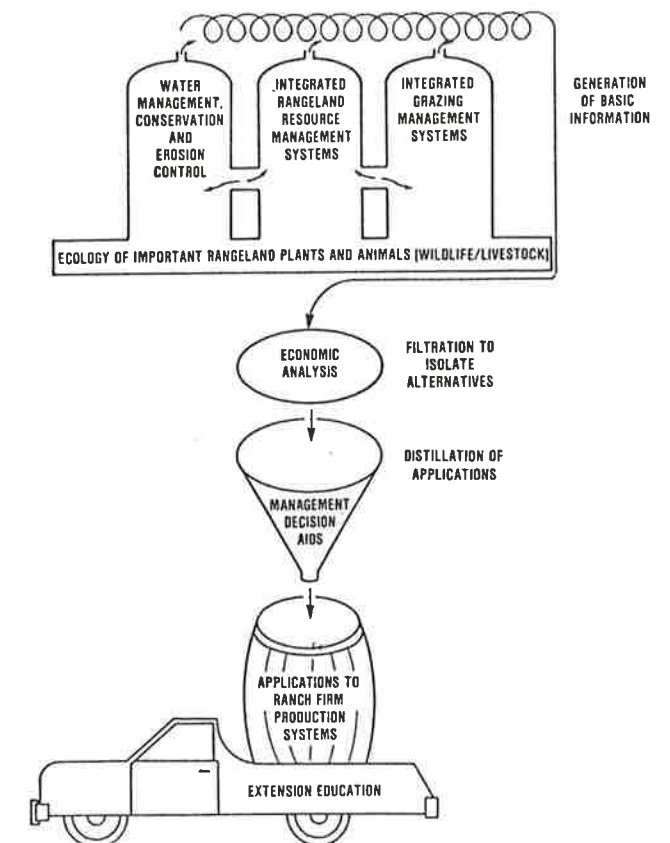 WATER
MANAGEMENT,
CONSERVATION
AND
EROSION
CONTROL
INTEGRATED
RANGELAND
RESOURCE
MANAGEMENT
SYSTEMS
INTEGRATED
GRAZING
MANAGEMENT
SYSTEMS
GENERATION
OF BASIC
INFORMATION
ECOLOGY OF IMPORTANT RANGELAND PLANTS AND ANIMALS (WILDLIFE/LIVESTOCK)
ECONOMIC
ANALYSIS
FILTRATION TO
ISOLATE
ALTERNATIVES
DISTILLATION OF
APPLICATIONS
MANAGEMENT
DECISION
AIDS
APPLICATIONS TO
RANCH FIRM
PRODUCTION
SYSTEMS
EXTENSION EDUCATION